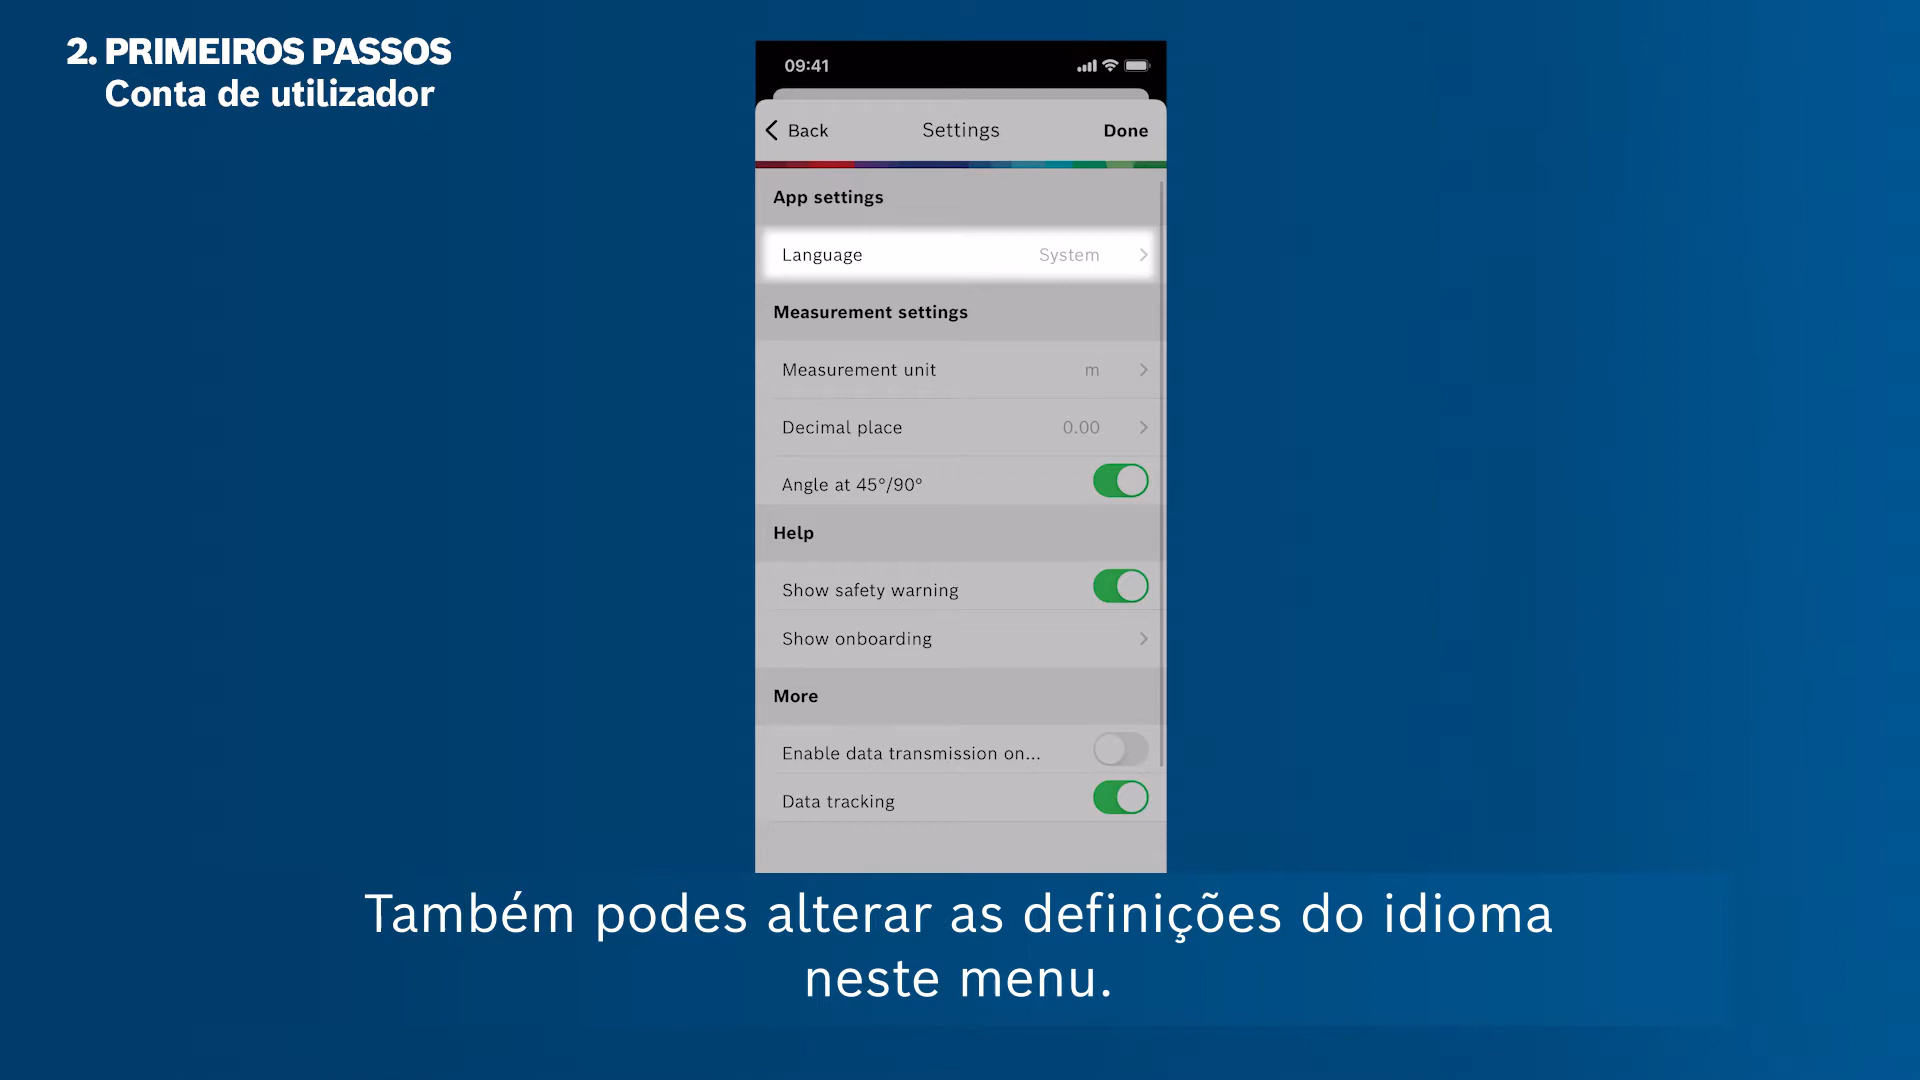 2. PRIMEIROS PASSOS
Conta de utilizador
09:41
Back Settings Done
App settings
Language System
Measurement settings
Measurement unit m
Decimal place 0.00
Angle at 45°/90°
Help
Show safety warning
Show onboarding
More
Enable data transmission on...
Data tracking
Também podes alterar as definições do idioma
neste menu.